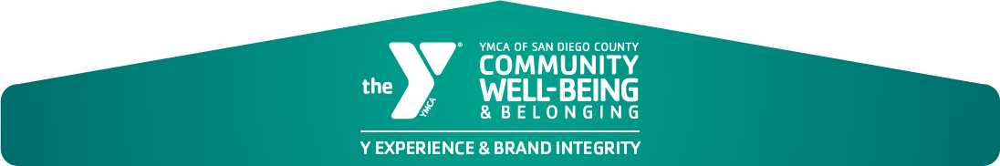 the
YMCA
®
YMCA OF SAN DIEGO COUNTY
COMMUNITY
WELL-BEING
& BELONGING
Y EXPERIENCE & BRAND INTEGRITY